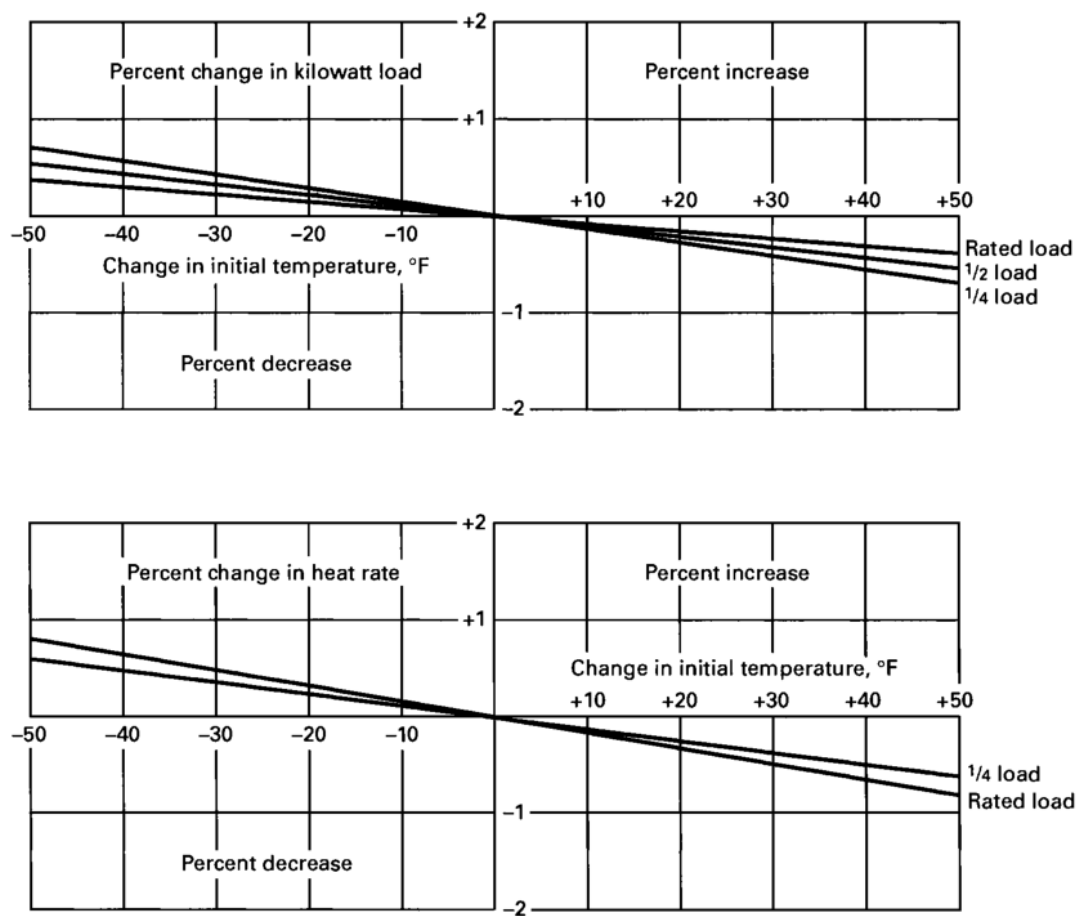 +2
Percent change in kilowatt load
Percent increase
+1
+10 +20 +30 +40 +50
−50 −40 −30 −20 −10
Rated load
Change in initial temperature, °F
1/2 load
1/4 load
−1
Percent decrease
−2
+2
Percent change in heat rate
Percent increase
+1
Change in initial temperature, °F
+10 +20 +30 +40 +50
−50 −40 −30 −20 −10
1/4 load
Rated load
−1
Percent decrease
−2